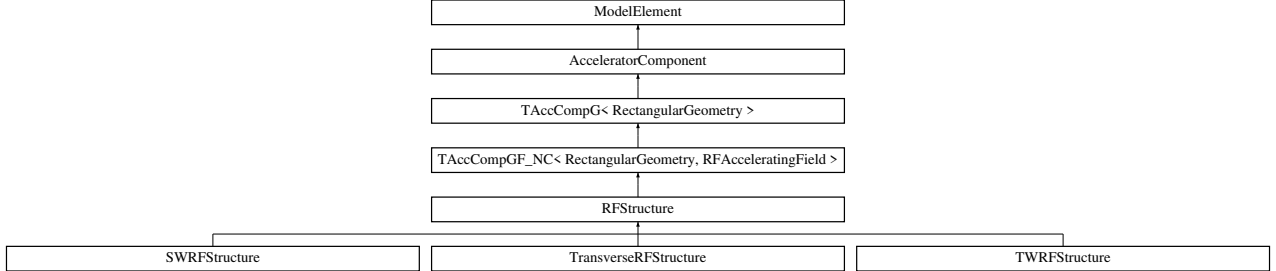 ModelElement
AcceleratorComponent
TAccCompG< RectangularGeometry >
TAccCompGF_NC< RectangularGeometry, RFAcceleratingField >
RFStructure
SWRFStructure
TransverseRFStructure
TWRFStructure